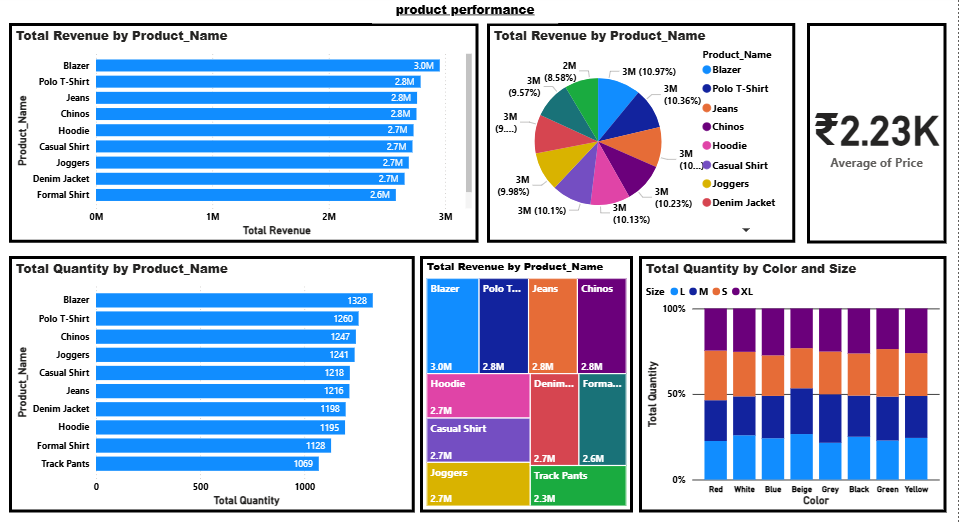 product performance
Total Revenue by Product_Name
Product_Name
Blazer 3.0M
Polo T-Shirt 2.8M
Jeans 2.8M
Chinos 2.8M
Hoodie 2.7M
Casual Shirt 2.7M
Joggers 2.7M
Denim Jacket 2.7M
Formal Shirt 2.6M
0M 1M 2M 3M
Total Revenue
Total Revenue by Product_Name
3M (10.97%)
3M
(10.36%)
3M
(10...)
3M
(10.23%)
3M
(10.13%)
3M (10.1%)
3M
(9.98%)
3M
(9....)
3M
(9.57%)
2M
(8.58%)
Product_Name
Blazer
Polo T-Shirt
Jeans
Chinos
Hoodie
Casual Shirt
Joggers
Denim Jacket
₹2.23K
Average of Price
Total Quantity by Product_Name
Product_Name
Blazer 1328
Polo T-Shirt 1260
Chinos 1247
Joggers 1241
Casual Shirt 1218
Jeans 1216
Denim Jacket 1198
Hoodie 1195
Formal Shirt 1128
Track Pants 1069
0 500 1000
Total Quantity
Total Revenue by Product_Name
Blazer
3.0M
Polo T...
2.8M
Jeans
2.8M
Chinos
2.8M
Hoodie
2.7M
Casual Shirt
2.7M
Joggers
2.7M
Denim...
2.7M
Forma...
2.6M
Track Pants
2.3M
Total Quantity by Color and Size
Size L M S XL
Total Quantity
100%
50%
0%
Red White Blue Beige Grey Black Green Yellow
Color